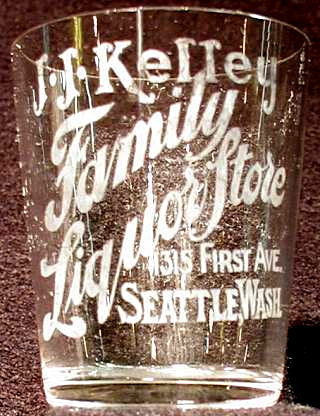 J.J. Kelley
Family
Liquor Store
1315 First Ave.
Seattle, Wash.